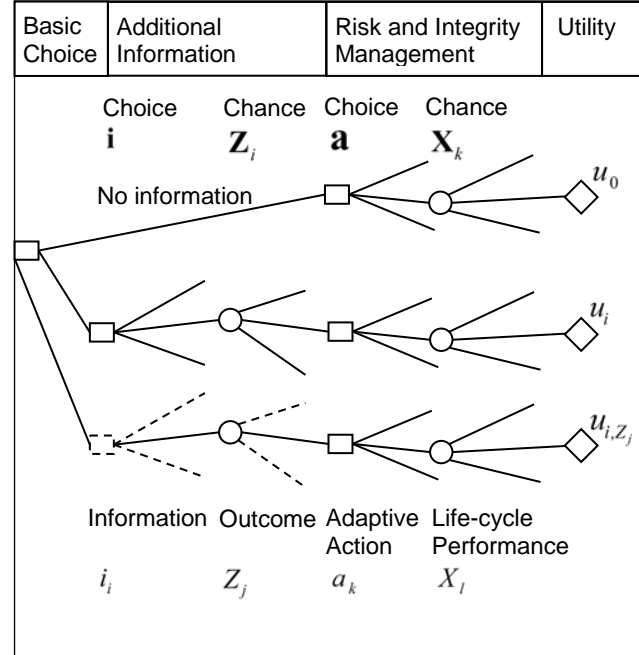 Basic Choice
Additional Information
Risk and Integrity Management
Utility
Choice Chance Choice Chance
i Z_i a X_k
No information
u_0
u_i
u_{i,Z_j}
Information Outcome Adaptive Action Life-cycle Performance
i_i Z_j a_k X_l